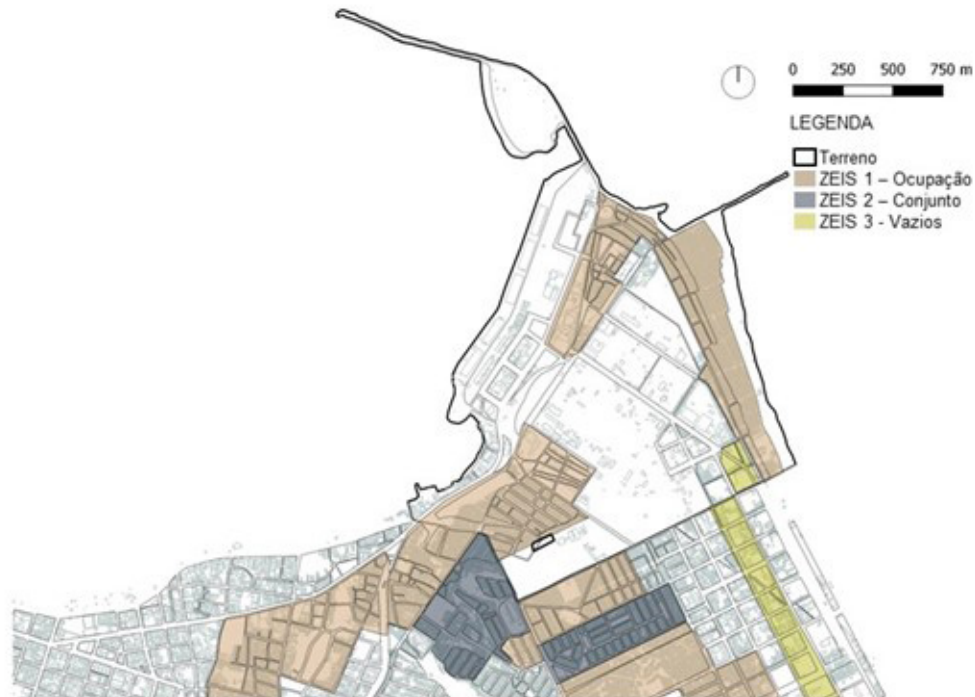 0 250 500 750 m
LEGENDA
Terreno
ZEIS 1 – Ocupação
ZEIS 2 – Conjunto
ZEIS 3 - Vazios